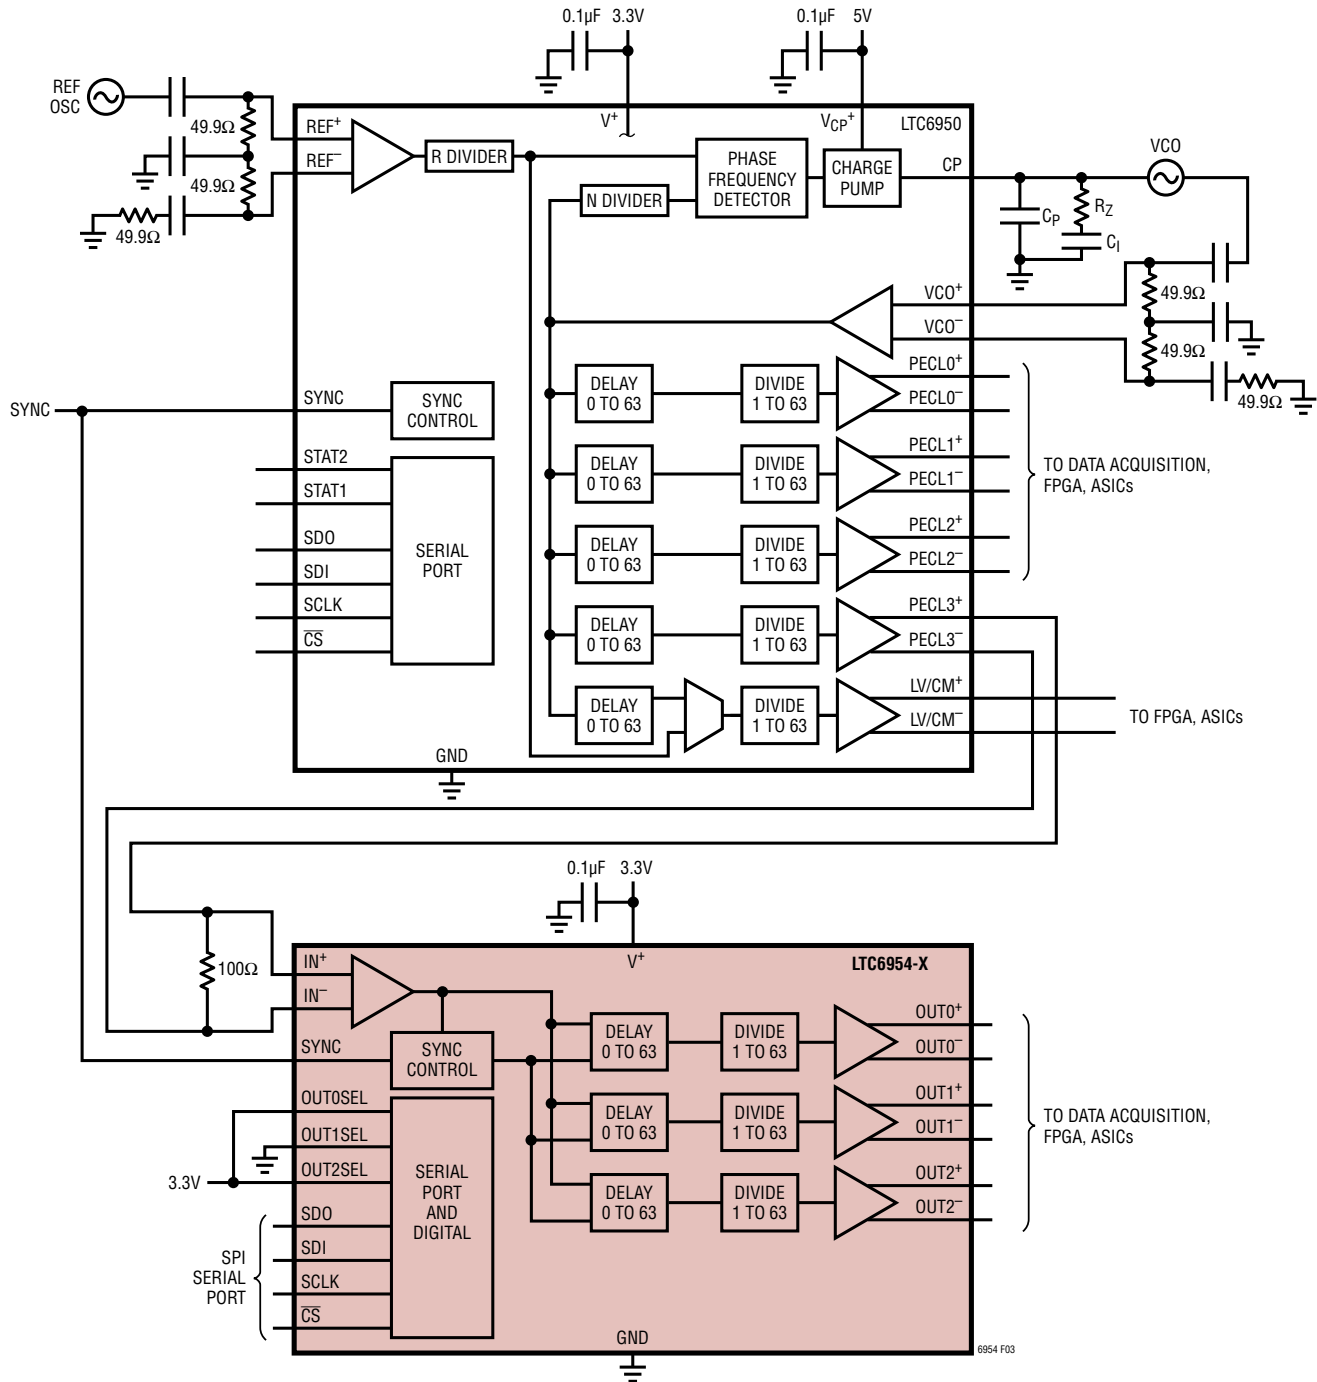 0.1µF 3.3V
0.1µF 5V
REF
OSC
49.9Ω
49.9Ω
49.9Ω
V+
VCP+
LTC6950
REF+
REF–
R DIVIDER
N DIVIDER
PHASE
FREQUENCY
DETECTOR
CHARGE
PUMP
CP
VCO
CP
RZ
CI
VCO+
VCO–
49.9Ω
49.9Ω
49.9Ω
SYNC
SYNC
SYNC
CONTROL
STAT2
STAT1
SDO
SDI
SCLK
CS
SERIAL
PORT
DELAY
0 TO 63
DIVIDE
1 TO 63
PECL0+
PECL0–
DELAY
0 TO 63
DIVIDE
1 TO 63
PECL1+
PECL1–
DELAY
0 TO 63
DIVIDE
1 TO 63
PECL2+
PECL2–
TO DATA ACQUISITION,
FPGA, ASICs
DELAY
0 TO 63
DIVIDE
1 TO 63
PECL3+
PECL3–
DELAY
0 TO 63
DIVIDE
1 TO 63
LV/CM+
LV/CM–
TO FPGA, ASICs
GND
0.1µF 3.3V
100Ω
V+
LTC6954-X
IN+
IN–
SYNC
SYNC
CONTROL
OUT0SEL
OUT1SEL
OUT2SEL
3.3V
SDO
SDI
SCLK
CS
SPI
SERIAL
PORT
SERIAL
PORT
AND
DIGITAL
DELAY
0 TO 63
DIVIDE
1 TO 63
OUT0+
OUT0–
DELAY
0 TO 63
DIVIDE
1 TO 63
OUT1+
OUT1–
DELAY
0 TO 63
DIVIDE
1 TO 63
OUT2+
OUT2–
TO DATA ACQUISITION,
FPGA, ASICs
GND
6954 F03